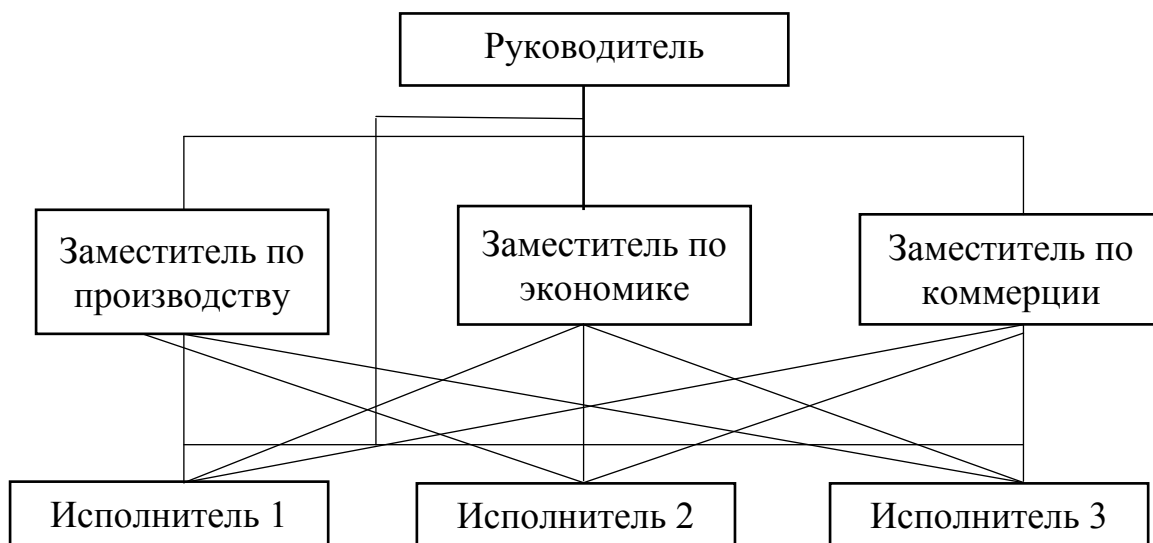 Руководитель
Заместитель по
производству
Заместитель по
экономике
Заместитель по
коммерции
Исполнитель 1
Исполнитель 2
Исполнитель 3